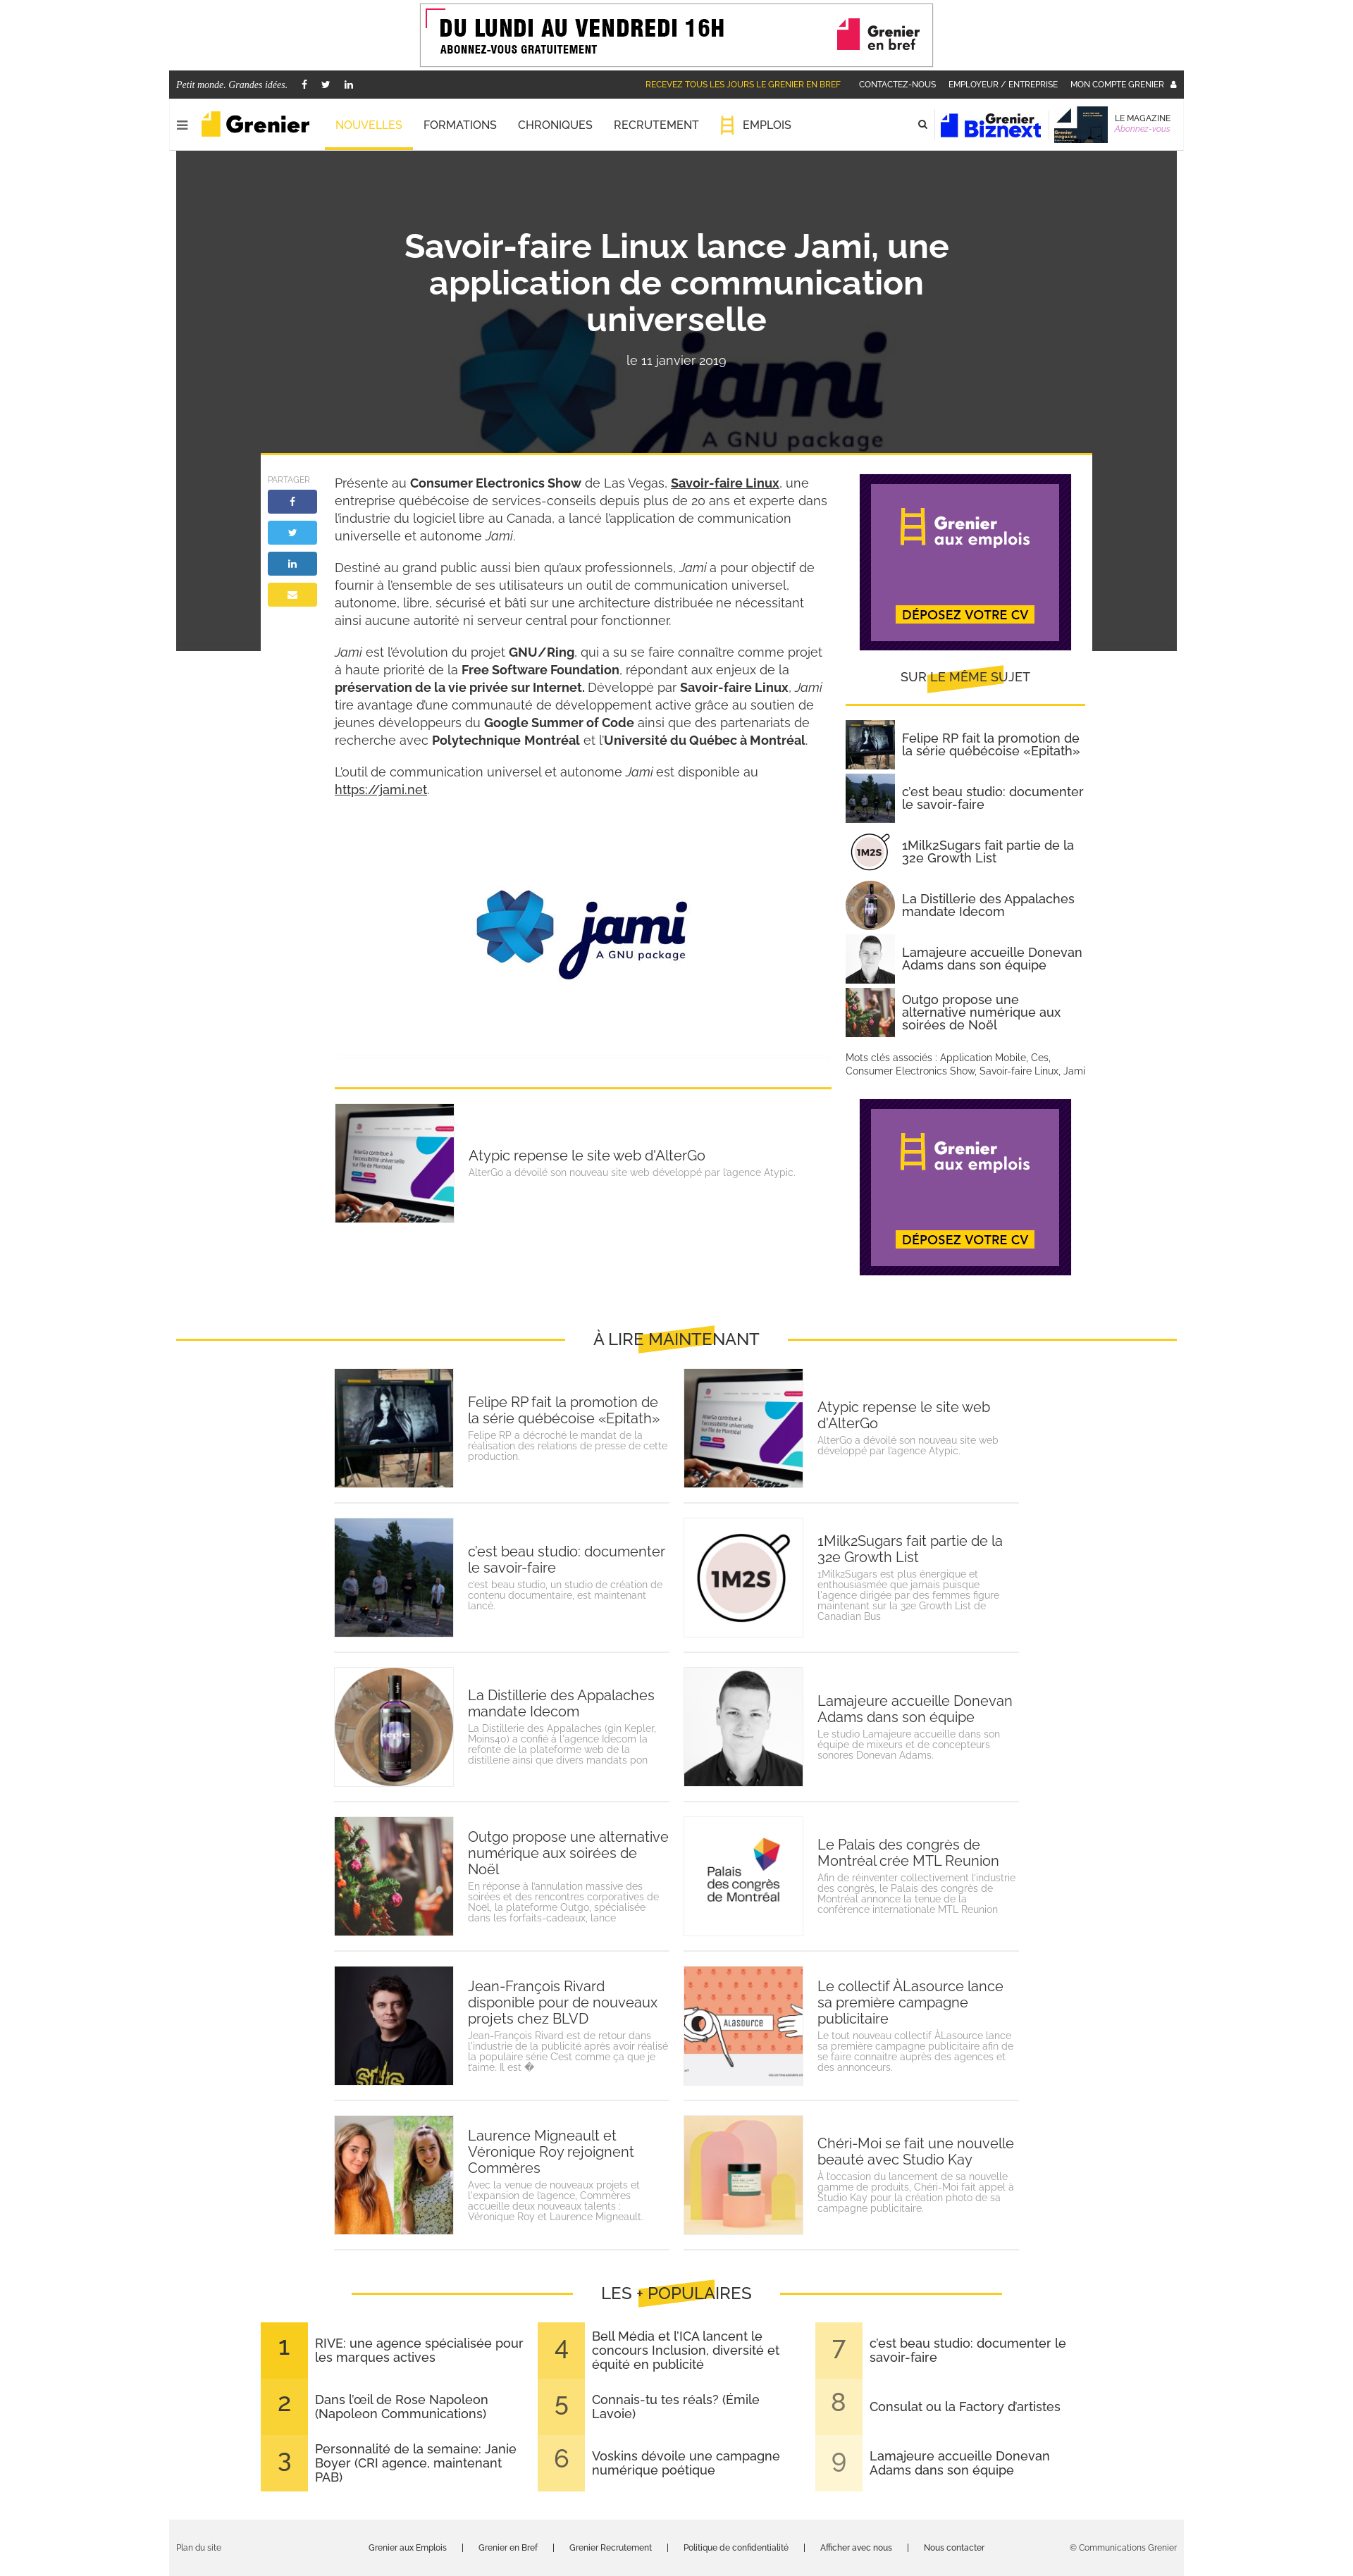 DU LUNDI AU VENDREDI 16H
ABONNEZ-VOUS GRATUITEMENT
Grenier
en bref
Petit monde. Grandes idées.
RECEVEZ TOUS LES JOURS LE GRENIER EN BREF
CONTACTEZ-NOUS
EMPLOYEUR / ENTREPRISE
MON COMPTE GRENIER
Grenier
NOUVELLES
FORMATIONS
CHRONIQUES
RECRUTEMENT
EMPLOIS
Grenier
Biznext
LE MAGAZINE
Abonnez-vous
Savoir-faire Linux lance Jami, une
application de communication
universelle
le 11 janvier 2019
jami
A GNU package
PARTAGER
Présente au Consumer Electronics Show de Las Vegas, Savoir-faire Linux, une
entreprise québécoise de services-conseils depuis plus de 20 ans et experte dans
l'industrie du logiciel libre au Canada, a lancé l'application de communication
universelle et autonome Jami.
Destiné au grand public aussi bien qu'aux professionnels, Jami a pour objectif de
fournir à l'ensemble de ses utilisateurs un outil de communication universel,
autonome, libre, sécurisé et bâti sur une architecture distribuée ne nécessitant
ainsi aucune autorité ni serveur central pour fonctionner.
Jami est l'évolution du projet GNU/Ring, qui a su se faire connaître comme projet
à haute priorité de la Free Software Foundation, répondant aux enjeux de la
préservation de la vie privée sur Internet. Développé par Savoir-faire Linux, Jami
tire avantage d'une communauté de développement active grâce au soutien de
jeunes développeurs du Google Summer of Code ainsi que des partenariats de
recherche avec Polytechnique Montréal et l'Université du Québec à Montréal.
L'outil de communication universel et autonome Jami est disponible au
https://jami.net.
jami
A GNU package
Atypic repense le site web d'AlterGo
AlterGo a dévoilé son nouveau site web développé par l'agence Atypic.
Grenier
aux emplois
DÉPOSEZ VOTRE CV
SUR LE MÊME SUJET
Felipe RP fait la promotion de
la série québécoise «Epitath»
c'est beau studio: documenter
le savoir-faire
1M2S
1Milk2Sugars fait partie de la
32e Growth List
La Distillerie des Appalaches
mandate Idecom
Lamajeure accueille Donevan
Adams dans son équipe
Outgo propose une
alternative numérique aux
soirées de Noël
Mots clés associés : Application Mobile, Ces,
Consumer Electronics Show, Savoir-faire Linux, Jami
Grenier
aux emplois
DÉPOSEZ VOTRE CV
À LIRE MAINTENANT
Felipe RP fait la promotion de
la série québécoise «Epitath»
Felipe RP a décroché le mandat de la
réalisation des relations de presse de cette
production.
Atypic repense le site web
d'AlterGo
AlterGo a dévoilé son nouveau site web
développé par l'agence Atypic.
c'est beau studio: documenter
le savoir-faire
c'est beau studio, un studio de création de
contenu documentaire, est maintenant
lancé.
1M2S
1Milk2Sugars fait partie de la
32e Growth List
1Milk2Sugars est plus énergique et
enthousiasmée que jamais puisque
l'agence dirigée par des femmes figure
maintenant sur la 32e Growth List de
Canadian Bus
La Distillerie des Appalaches
mandate Idecom
La Distillerie des Appalaches (gin Kepler,
Moins40) a confié à l'agence Idecom la
refonte de la plateforme web de la
distillerie ainsi que divers mandats pon
Lamajeure accueille Donevan
Adams dans son équipe
Le studio Lamajeure accueille dans son
équipe de mixeurs et de concepteurs
sonores Donevan Adams.
Outgo propose une alternative
numérique aux soirées de
Noël
En réponse à l'annulation massive des
soirées et des rencontres corporatives de
Noël, la plateforme Outgo, spécialisée
dans les forfaits-cadeaux, lance
Palais
des congrès
de Montréal
Le Palais des congrès de
Montréal crée MTL Reunion
Afin de réinventer collectivement l'industrie
des congrès, le Palais des congrès de
Montréal annonce la tenue de la
conférence internationale MTL Reunion
Jean-François Rivard
disponible pour de nouveaux
projets chez BLVD
Jean-François Rivard est de retour dans
l'industrie de la publicité après avoir réalisé
la populaire série C'est comme ça que je
t'aime. Il est �
ÀLASOURCE
Le collectif ÀLasource lance
sa première campagne
publicitaire
Le tout nouveau collectif ÀLasource lance
sa première campagne publicitaire afin de
se faire connaitre auprès des agences et
des annonceurs.
Laurence Migneault et
Véronique Roy rejoignent
Commères
Avec la venue de nouveaux projets et
l'expansion de l'agence, Commères
accueille deux nouveaux talents :
Véronique Roy et Laurence Migneault.
Chéri-Moi se fait une nouvelle
beauté avec Studio Kay
À l'occasion du lancement de sa nouvelle
gamme de produits, Chéri-Moi fait appel à
Studio Kay pour la création photo de sa
campagne publicitaire.
LES + POPULAIRES
1
RIVE: une agence spécialisée pour
les marques actives
2
Dans l'œil de Rose Napoleon
(Napoleon Communications)
3
Personnalité de la semaine: Janie
Boyer (CRI agence, maintenant
PAB)
4
Bell Média et l'ICA lancent le
concours Inclusion, diversité et
équité en publicité
5
Connais-tu tes réals? (Émile
Lavoie)
6
Voskins dévoile une campagne
numérique poétique
7
c'est beau studio: documenter le
savoir-faire
8
Consulat ou la Factory d'artistes
9
Lamajeure accueille Donevan
Adams dans son équipe
Plan du site
Grenier aux Emplois | Grenier en Bref | Grenier Recrutement | Politique de confidentialité | Afficher avec nous | Nous contacter
© Communications Grenier